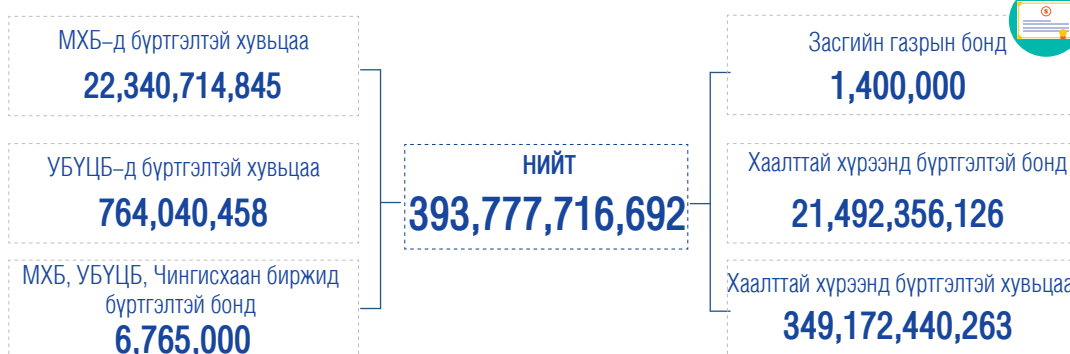 МХБ–д бүртгэлтэй хувьцаа
22,340,714,845
УБҮЦБ–д бүртгэлтэй хувьцаа
764,040,458
МХБ, УБҮЦБ, Чингисхаан биржид
бүртгэлтэй бонд
6,765,000
НИЙТ
393,777,716,692
Засгийн газрын бонд
1,400,000
Хаалттай хүрээнд бүртгэлтэй бонд
21,492,356,126
Хаалттай хүрээнд бүртгэлтэй хувьцаа
349,172,440,263